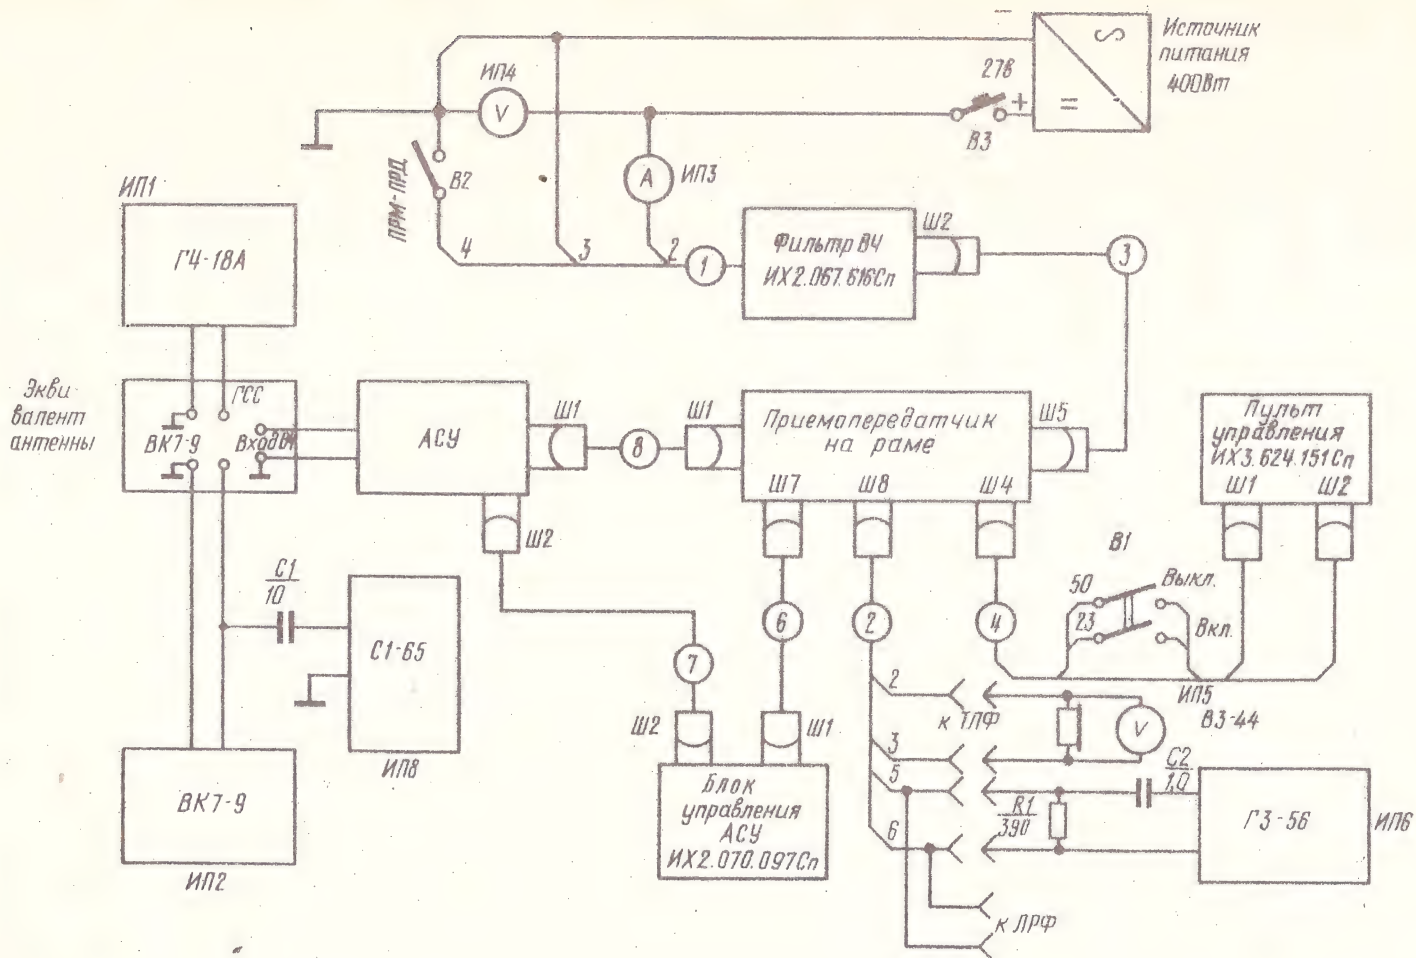 Источник
питания
400Вт
27В
+
=
В3
ИП4
V
А
ИП3
ПРМ-ПРД
В2
4
3
2
1
Фильтр ВЧ
ИХ2.067.616Сп
Ш2
3
ИП1
Г4-18А
Экви
валент
антенны
ГСС
ВК7-9
Вход ВЧ
АСУ
Ш1
8
Ш1
Приемопередатчик
на раме
Ш5
Ш7
Ш8
Ш4
Пульт
управления
ИХ3.624.151Сп
Ш1
Ш2
Ш2
В1
50
Выкл.
23
Вкл.
С1
10
С1-65
ИП8
7
6
2
4
Ш2
Ш1
Блок
управления
АСУ
ИХ2.070.097Сп
2
к ТЛФ
3
5
6
ИП5
В3-44
V
С2
1,0
R1
390
Г3-56
ИП6
к ЛРФ
ВК7-9
ИП2